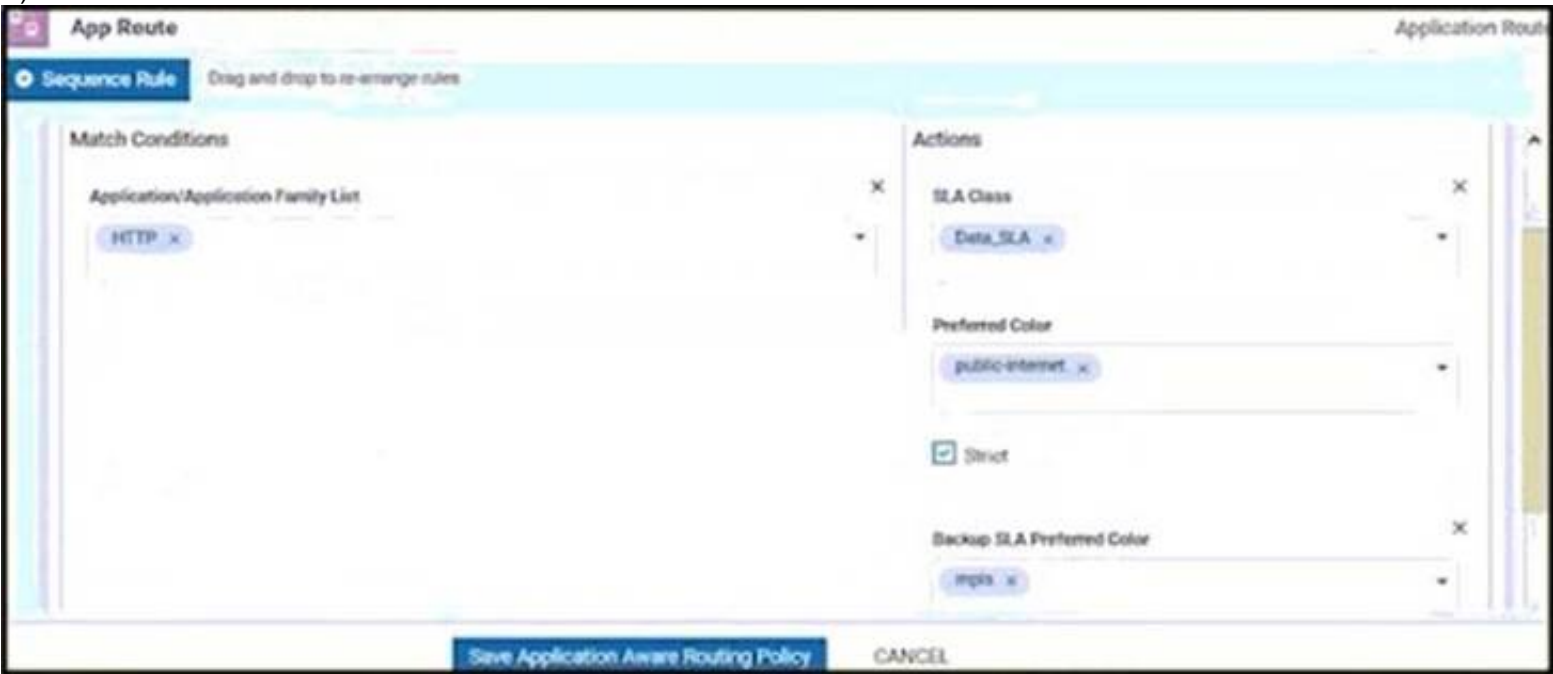 App Route
Application Route
Sequence Rule
Drag and drop to re-arrange rules
Match Conditions
Actions
Application/Application Family List
SLA Class
HTTP
Data_SLA
Preferred Color
public-internet
Strict
Backup SLA Preferred Color
mpls
Save Application Aware Routing Policy
CANCEL